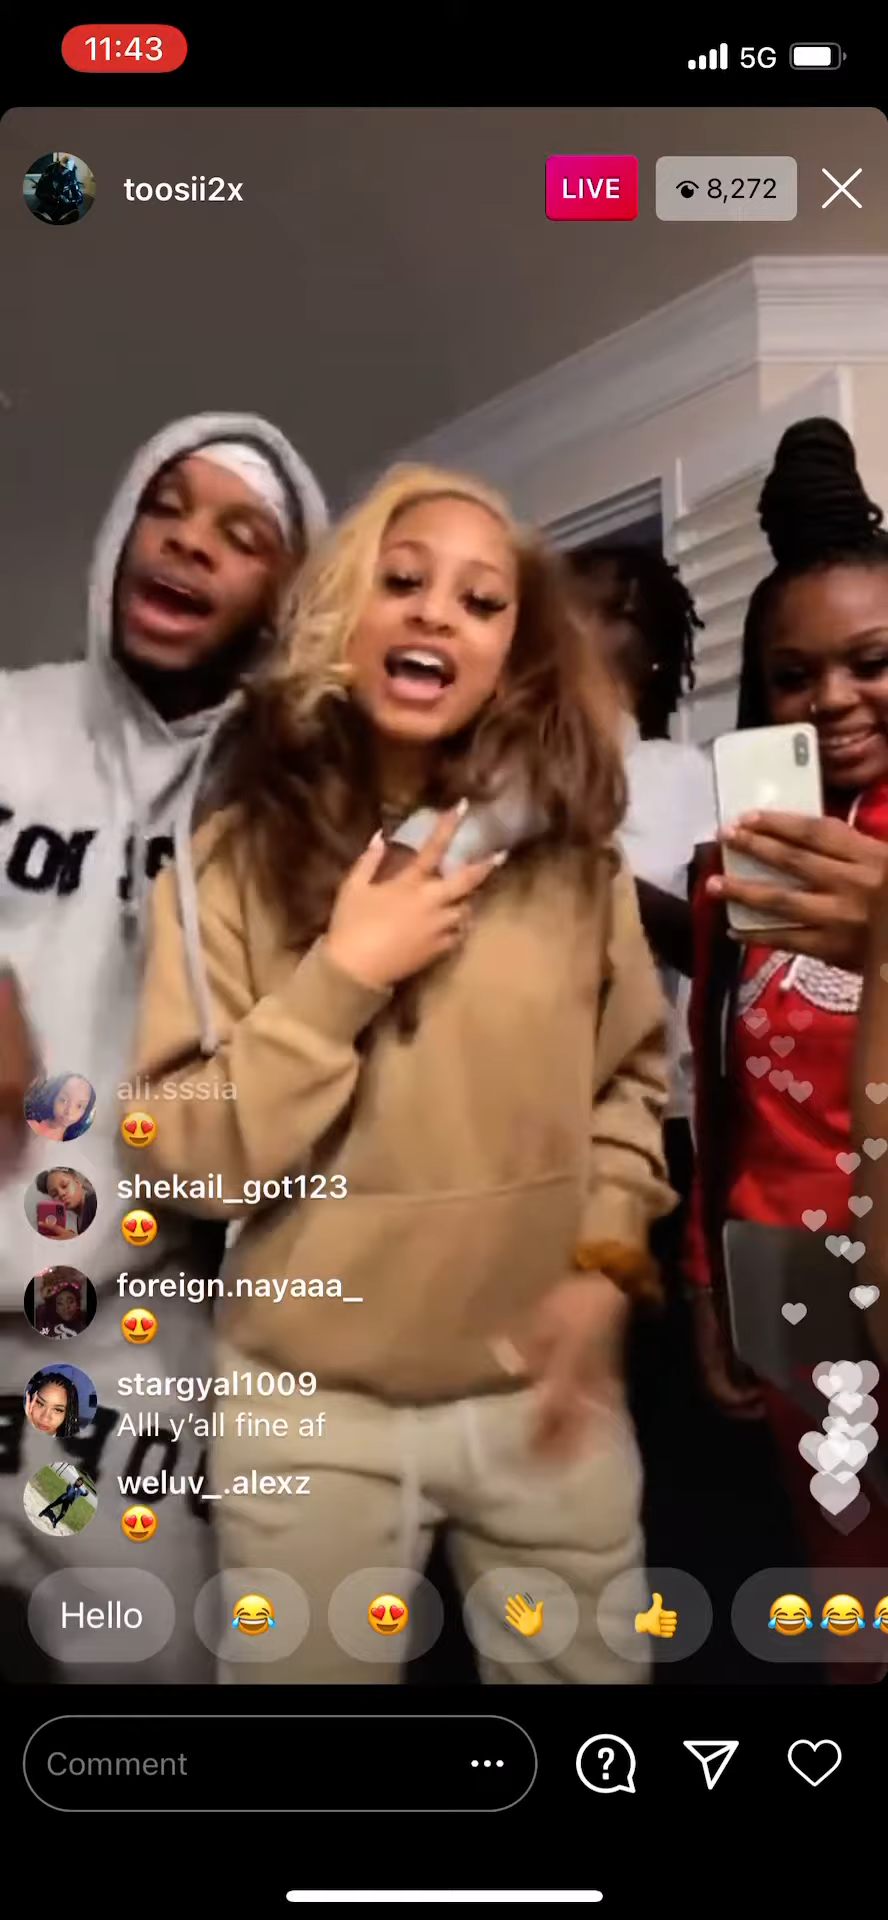 11:43
5G
toosii2x
LIVE
8,272
or
ali.sssia
😍
shekail_got123
😍
foreign.nayaaa_
😍
stargyal1009
Alll y'all fine af
weluv_.alexz
😍
Hello 😂 😍 👋 👍 😂😂😂
Comment